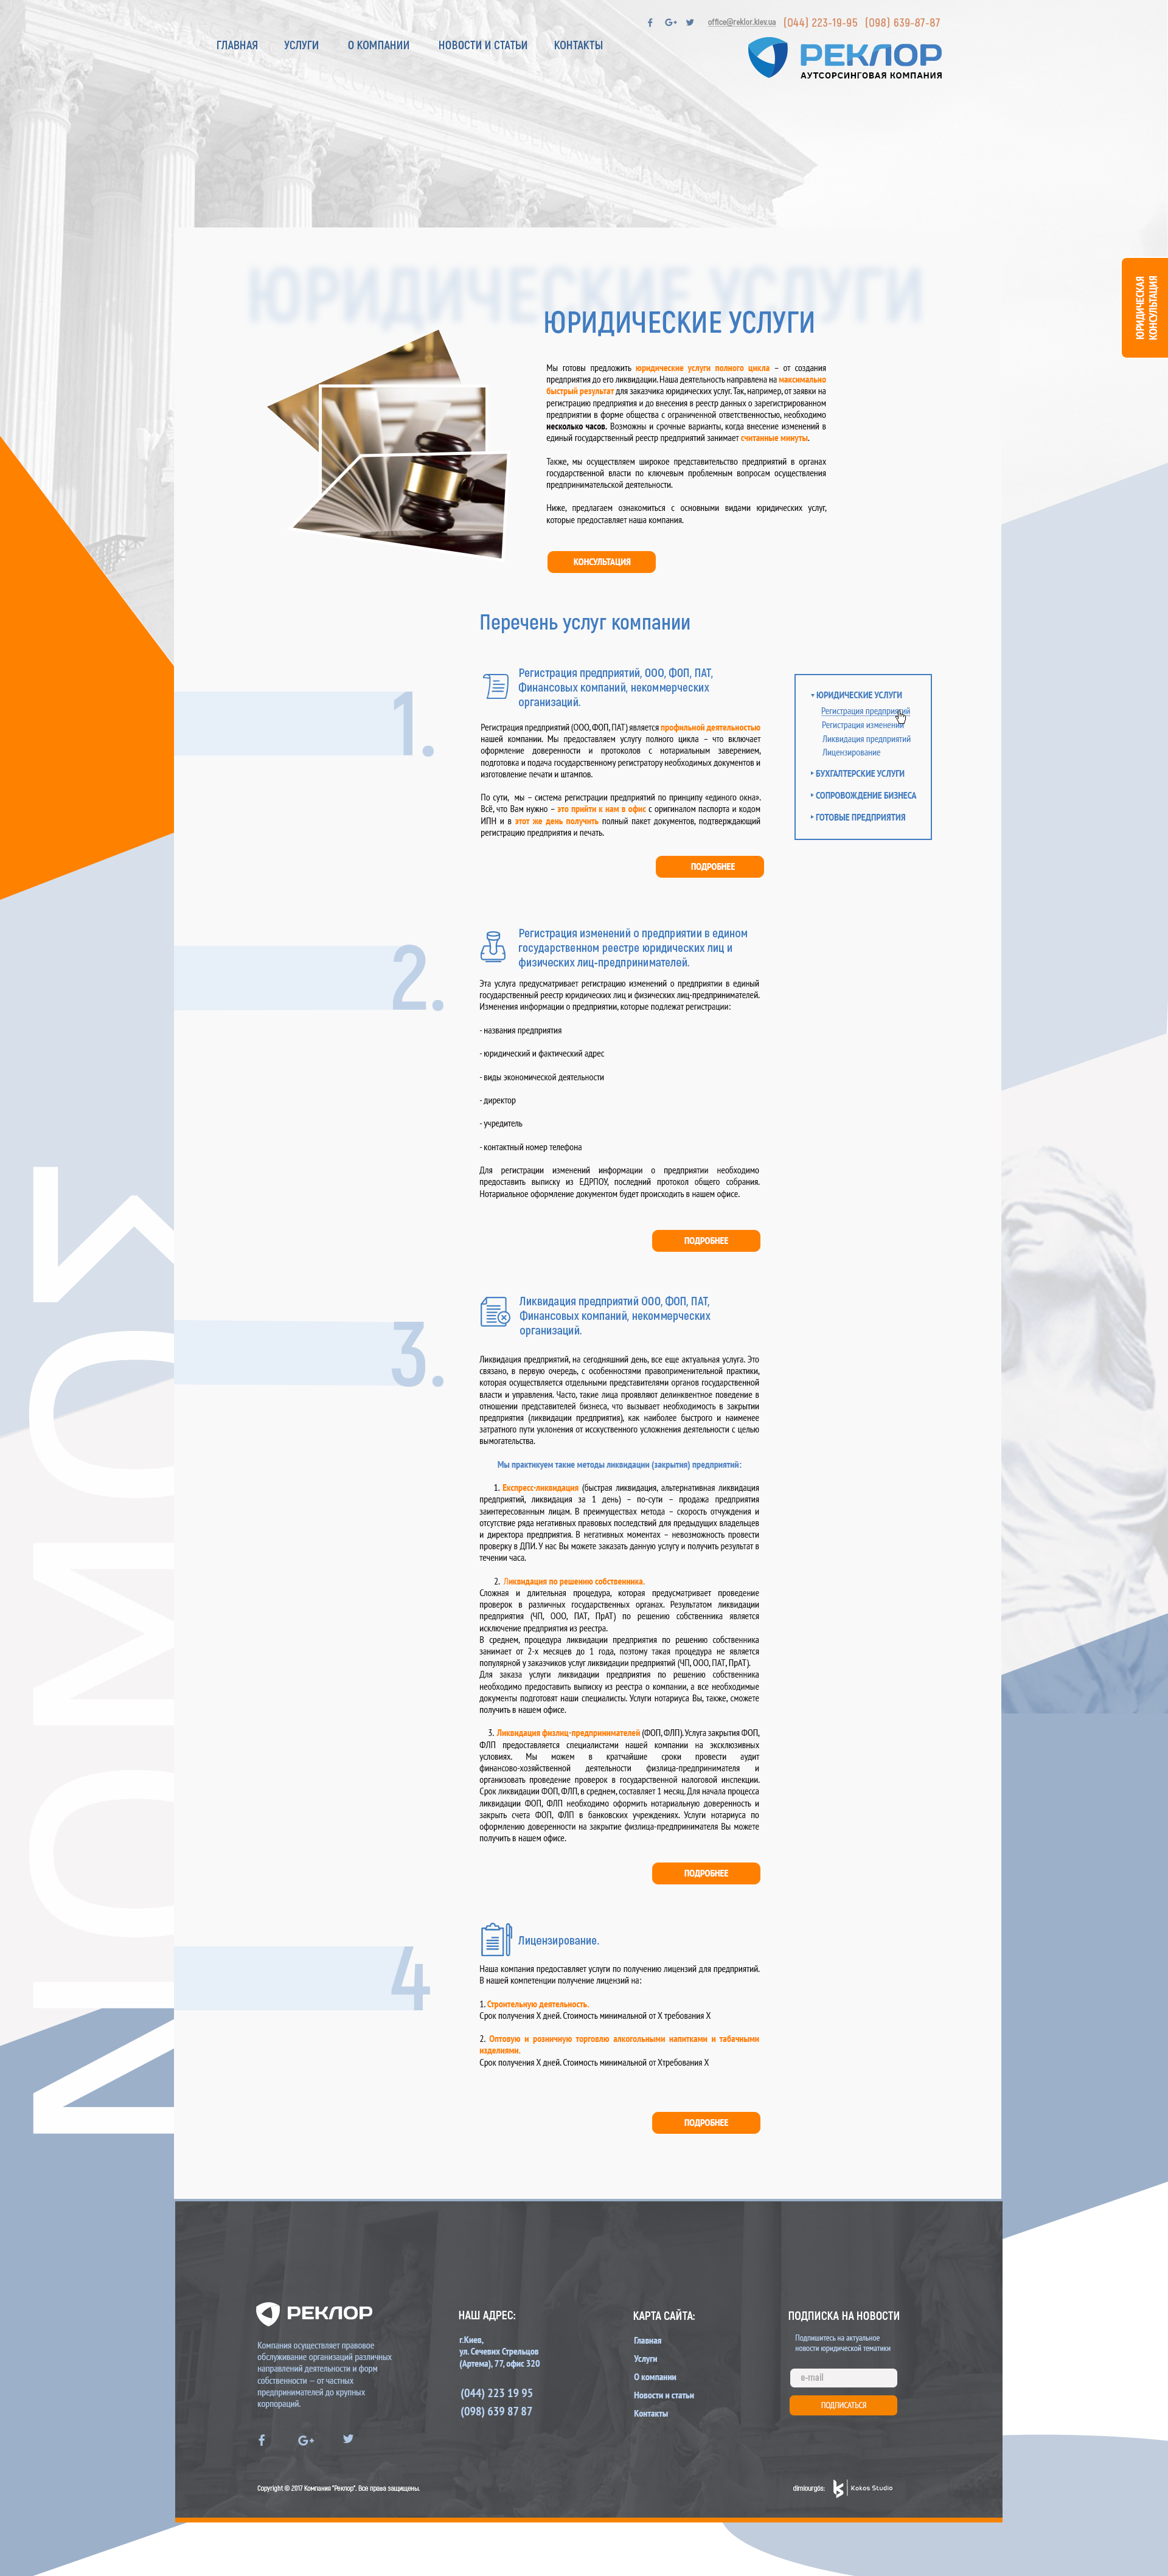 office@reklor.kiev.ua (044) 223-19-95 (098) 639-87-87
ГЛАВНАЯ УСЛУГИ О КОМПАНИИ НОВОСТИ И СТАТЬИ КОНТАКТЫ
РЕКЛОР
АУТСОРСИНГОВАЯ КОМПАНИЯ
ЮРИДИЧЕСКАЯ
КОНСУЛЬТАЦИЯ
ЮРИДИЧЕСКИЕ УСЛУГИ
ЮРИДИЧЕСКИЕ УСЛУГИ
Мы готовы предложить юридические услуги полного цикла – от создания
предприятия до его ликвидации. Наша деятельность направлена на максимально
быстрый результат для заказчика юридических услуг. Так, например, от заявки на
регистрацию предприятия и до внесения в реестр данных о зарегистрированном
предприятии в форме общества с ограниченной ответственностью, необходимо
несколько часов. Возможны и срочные варианты, когда внесение изменений в
единый государственный реестр предприятий занимает считанные минуты.
Также, мы осуществляем широкое представительство предприятий в органах
государственной власти по ключевым проблемным вопросам осуществления
предпринимательской деятельности.
Ниже, предлагаем ознакомиться с основными видами юридических услуг,
которые предоставляет наша компания.
КОНСУЛЬТАЦИЯ
Перечень услуг компании
1.
Регистрация предприятий, ООО, ФОП, ПАТ,
Финансовых компаний, некоммерческих
организаций.
Регистрация предприятий (ООО, ФОП, ПАТ) является профильной деятельностью
нашей компании. Мы предоставляем услугу полного цикла – что включает
оформление доверенности и протоколов с нотариальным заверением,
подготовка и подача государственному регистратору необходимых документов и
изготовление печати и штампов.
По сути, мы – система регистрации предприятий по принципу «единого окна».
Всё, что Вам нужно – это прийти к нам в офис с оригиналом паспорта и кодом
ИПН и в этот же день получить полный пакет документов, подтверждающий
регистрацию предприятия и печать.
ПОДРОБНЕЕ
ЮРИДИЧЕСКИЕ УСЛУГИ
Регистрация предприятий
Регистрация изменений
Ликвидация предприятий
Лицензирование
БУХГАЛТЕРСКИЕ УСЛУГИ
СОПРОВОЖДЕНИЕ БИЗНЕСА
ГОТОВЫЕ ПРЕДПРИЯТИЯ
2.
Регистрация изменений о предприятии в едином
государственном реестре юридических лиц и
физических лиц-предпринимателей.
Эта услуга предусматривает регистрацию изменений о предприятии в единый
государственный реестр юридических лиц и физических лиц-предпринимателей.
Изменения информации о предприятии, которые подлежат регистрации:
- названия предприятия
- юридический и фактический адрес
- виды экономической деятельности
- директор
- учредитель
- контактный номер телефона
Для регистрации изменений информации о предприятии необходимо
предоставить выписку из ЕДРПОУ, последний протокол общего собрания.
Нотариальное оформление документом будет происходить в нашем офисе.
ПОДРОБНЕЕ
3.
Ликвидация предприятий ООО, ФОП, ПАТ,
Финансовых компаний, некоммерческих
организаций.
Ликвидация предприятий, на сегодняшний день, все еще актуальная услуга. Это
связано, в первую очередь, с особенностями правоприменительной практики,
которая осуществляется отдельными представителями органов государственной
власти и управления. Часто, такие лица проявляют делинквентное поведение в
отношении представителей бизнеса, что вызывает необходимость в закрытии
предприятия (ликвидации предприятия), как наиболее быстрого и наименее
затратного пути уклонения от исскуственного усложнения деятельности с целью
вымогательства.
Мы практикуем такие методы ликвидации (закрытия) предприятий:
1. Експресс-ликвидация (быстрая ликвидация, альтернативная ликвидация
предприятий, ликвидация за 1 день) – по-сути – продажа предприятия
заинтересованным лицам. В преимуществах метода – скорость отчуждения и
отсутствие ряда негативных правовых последствий для предыдущих владельцев
и директора предприятия. В негативных моментах – невозможность провести
проверку в ДПИ. У нас Вы можете заказать данную услугу и получить результат в
течении часа.
2. Ликвидация по решению собственника.
Сложная и длительная процедура, которая предусматривает проведение
проверок в различных государственных органах. Результатом ликвидации
предприятия (ЧП, ООО, ПАТ, ПрАТ) по решению собственника является
исключение предприятия из реестра.
В среднем, процедура ликвидации предприятия по решению собственника
занимает от 2-х месяцев до 1 года, поэтому такая процедура не является
популярной у заказчиков услуг ликвидации предприятий (ЧП, ООО, ПАТ, ПрАТ).
Для заказа услуги ликвидации предприятия по решению собственника
необходимо предоставить выписку из реестра о компании, а все необходимые
документы подготовят наши специалисты. Услуги нотариуса Вы, также, сможете
получить в нашем офисе.
3. Ликвидация физлиц-предпринимателей (ФОП, ФЛП). Услуга закрытия ФОП,
ФЛП предоставляется специалистами нашей компании на эксклюзивных
условиях. Мы можем в кратчайшие сроки провести аудит
финансово-хозяйственной деятельности физлица-предпринимателя и
организовать проведение проверок в государственной налоговой инспекции.
Срок ликвидации ФОП, ФЛП, в среднем, составляет 1 месяц. Для начала процесса
ликвидации ФОП, ФЛП необходимо оформить нотариальную доверенность и
закрыть счета ФОП, ФЛП в банковских учреждениях. Услуги нотариуса по
оформлению доверенности на закрытие физлица-предпринимателя Вы можете
получить в нашем офисе.
ПОДРОБНЕЕ
4
Лицензирование.
Наша компания предоставляет услуги по получению лицензий для предприятий.
В нашей компетенции получение лицензий на:
1. Строительную деятельность.
Срок получения X дней. Стоимость минимальной от X требования X
2. Оптовую и розничную торговлю алкогольными напитками и табачными
изделиями.
Срок получения X дней. Стоимость минимальной от Xтребования X
ПОДРОБНЕЕ
РЕКЛОР
Компания осуществляет правовое
обслуживание организаций различных
направлений деятельности и форм
собственности — от частных
предпринимателей до крупных
корпораций.
НАШ АДРЕС:
г.Киев,
ул. Сечевих Стрельцов
(Артема), 77, офис 320
(044) 223 19 95
(098) 639 87 87
КАРТА САЙТА:
Главная
Услуги
О компании
Новости и статьи
Контакты
ПОДПИСКА НА НОВОСТИ
Подпишитесь на актуальное
новости юридической тематики
e-mail
ПОДПИСАТЬСЯ
Copyright © 2017 Компания "Реклор". Все права защищены.
dimiourgós: Kokos Studio